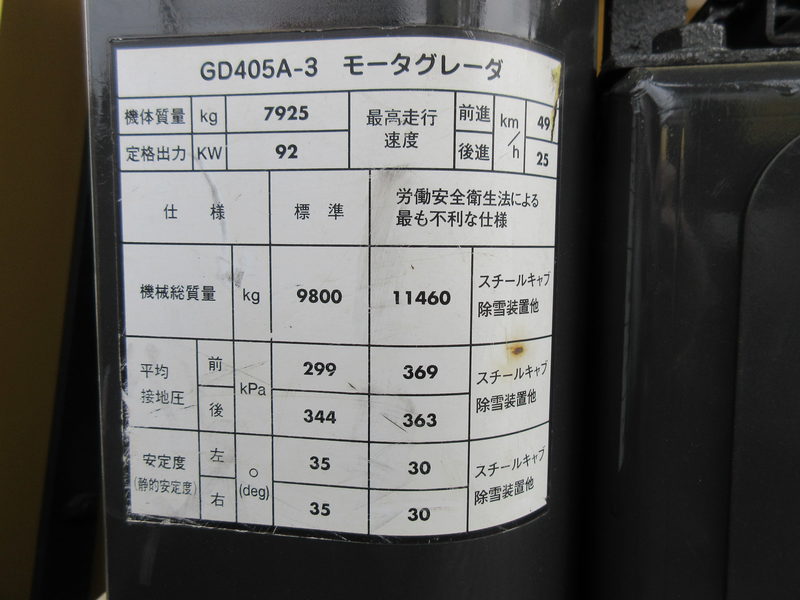 GD405A-3 モータグレーダ
機体質量 kg 7925 最高走行速度 前進 km/h 49
定格出力 KW 92 後進 25
仕様 標準 労働安全衛生法による
最も不利な仕様
機械総質量 kg 9800 11460 スチールキャブ
除雪装置他
平均接地圧 前 kPa 299 369 スチールキャブ
後 344 363 除雪装置他
安定度 左 ○ 35 30 スチールキャブ
(静的安定度) 右 (deg) 35 30 除雪装置他